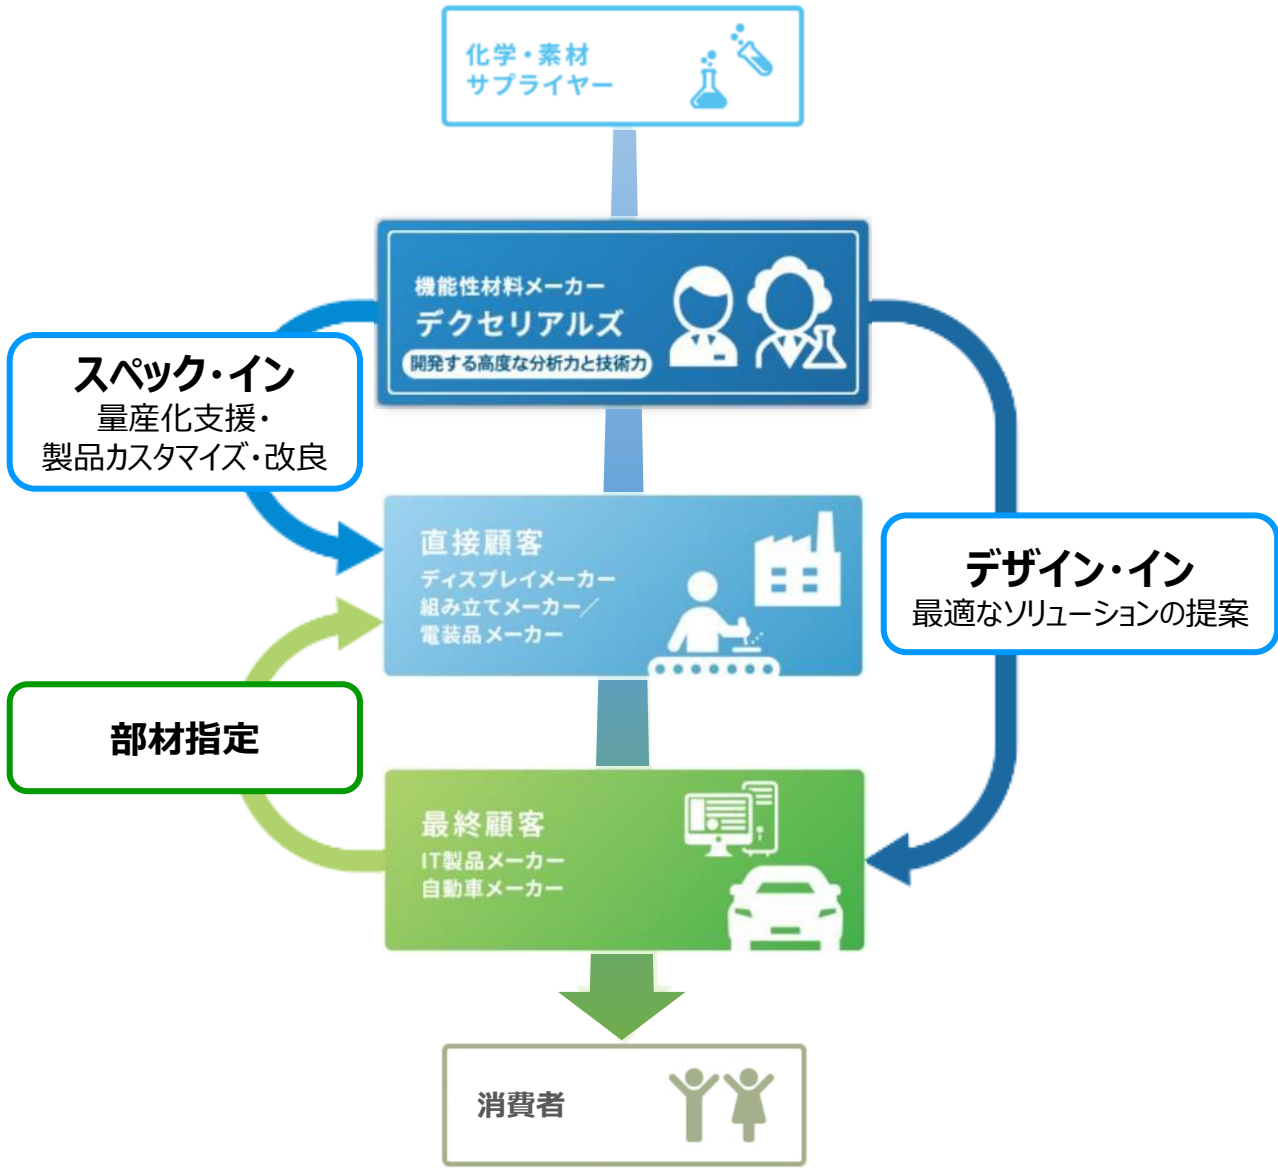 化学・素材
サプライヤー
機能性材料メーカー
デクセリアルズ
開発する高度な分析力と技術力
スペック・イン
量産化支援・
製品カスタマイズ・改良
直接顧客
ディスプレイメーカー
組み立てメーカー／
電装品メーカー
デザイン・イン
最適なソリューションの提案
部材指定
最終顧客
IT製品メーカー
自動車メーカー
消費者